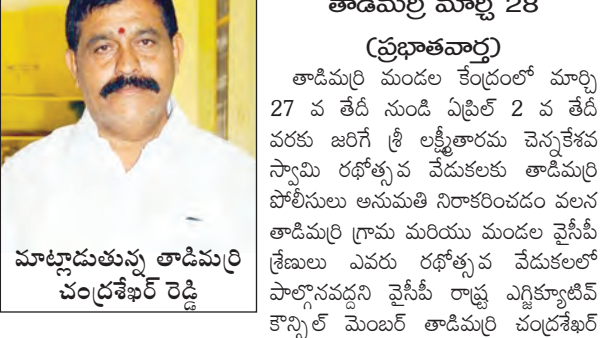 తాడిమర్రి మార్చి 28
(ప్రభాతవార్త)
తాడిమర్రి మండల కేంద్రంలో మార్చి
27 వ తేదీ నుండి ఏప్రిల్ 2 వ తేదీ
వరకు జరిగే శ్రీ లక్ష్మీతారమ చెన్నకేశవ
స్వామి రథోత్సవ వేడుకలకు తాడిమర్రి
పోలీసులు అనుమతి నిరాకరించడం వలన
తాడిమర్రి గ్రామ మరియు మండల వైసీపీ
శ్రేణులు ఎవరు రథోత్సవ వేడుకలలో
పాల్గొనవద్దని వైసీపీ రాష్ట్ర ఎగ్జిక్యూటివ్
కౌన్సిల్ మెంబర్ తాడిమర్రి చంద్రశేఖర్
మాట్లాడుతున్న తాడిమర్రి
చంద్రశేఖర్ రెడ్డి